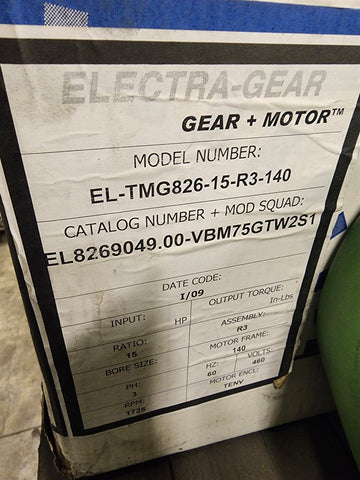 ELECTRA-GEAR
GEAR + MOTOR™
MODEL NUMBER:
EL-TMG826-15-R3-140
CATALOG NUMBER + MOD SQUAD:
EL8269049.00-VBM75GTW2S1
DATE CODE:
I/09
OUTPUT TORQUE:
In-Lbs
INPUT: HP
ASSEMBLY:
R3
RATIO:
15
MOTOR FRAME:
140
BORE SIZE:
HZ: VOLTS:
60 460
PH:
3
MOTOR ENCL:
TENV
RPM:
1725